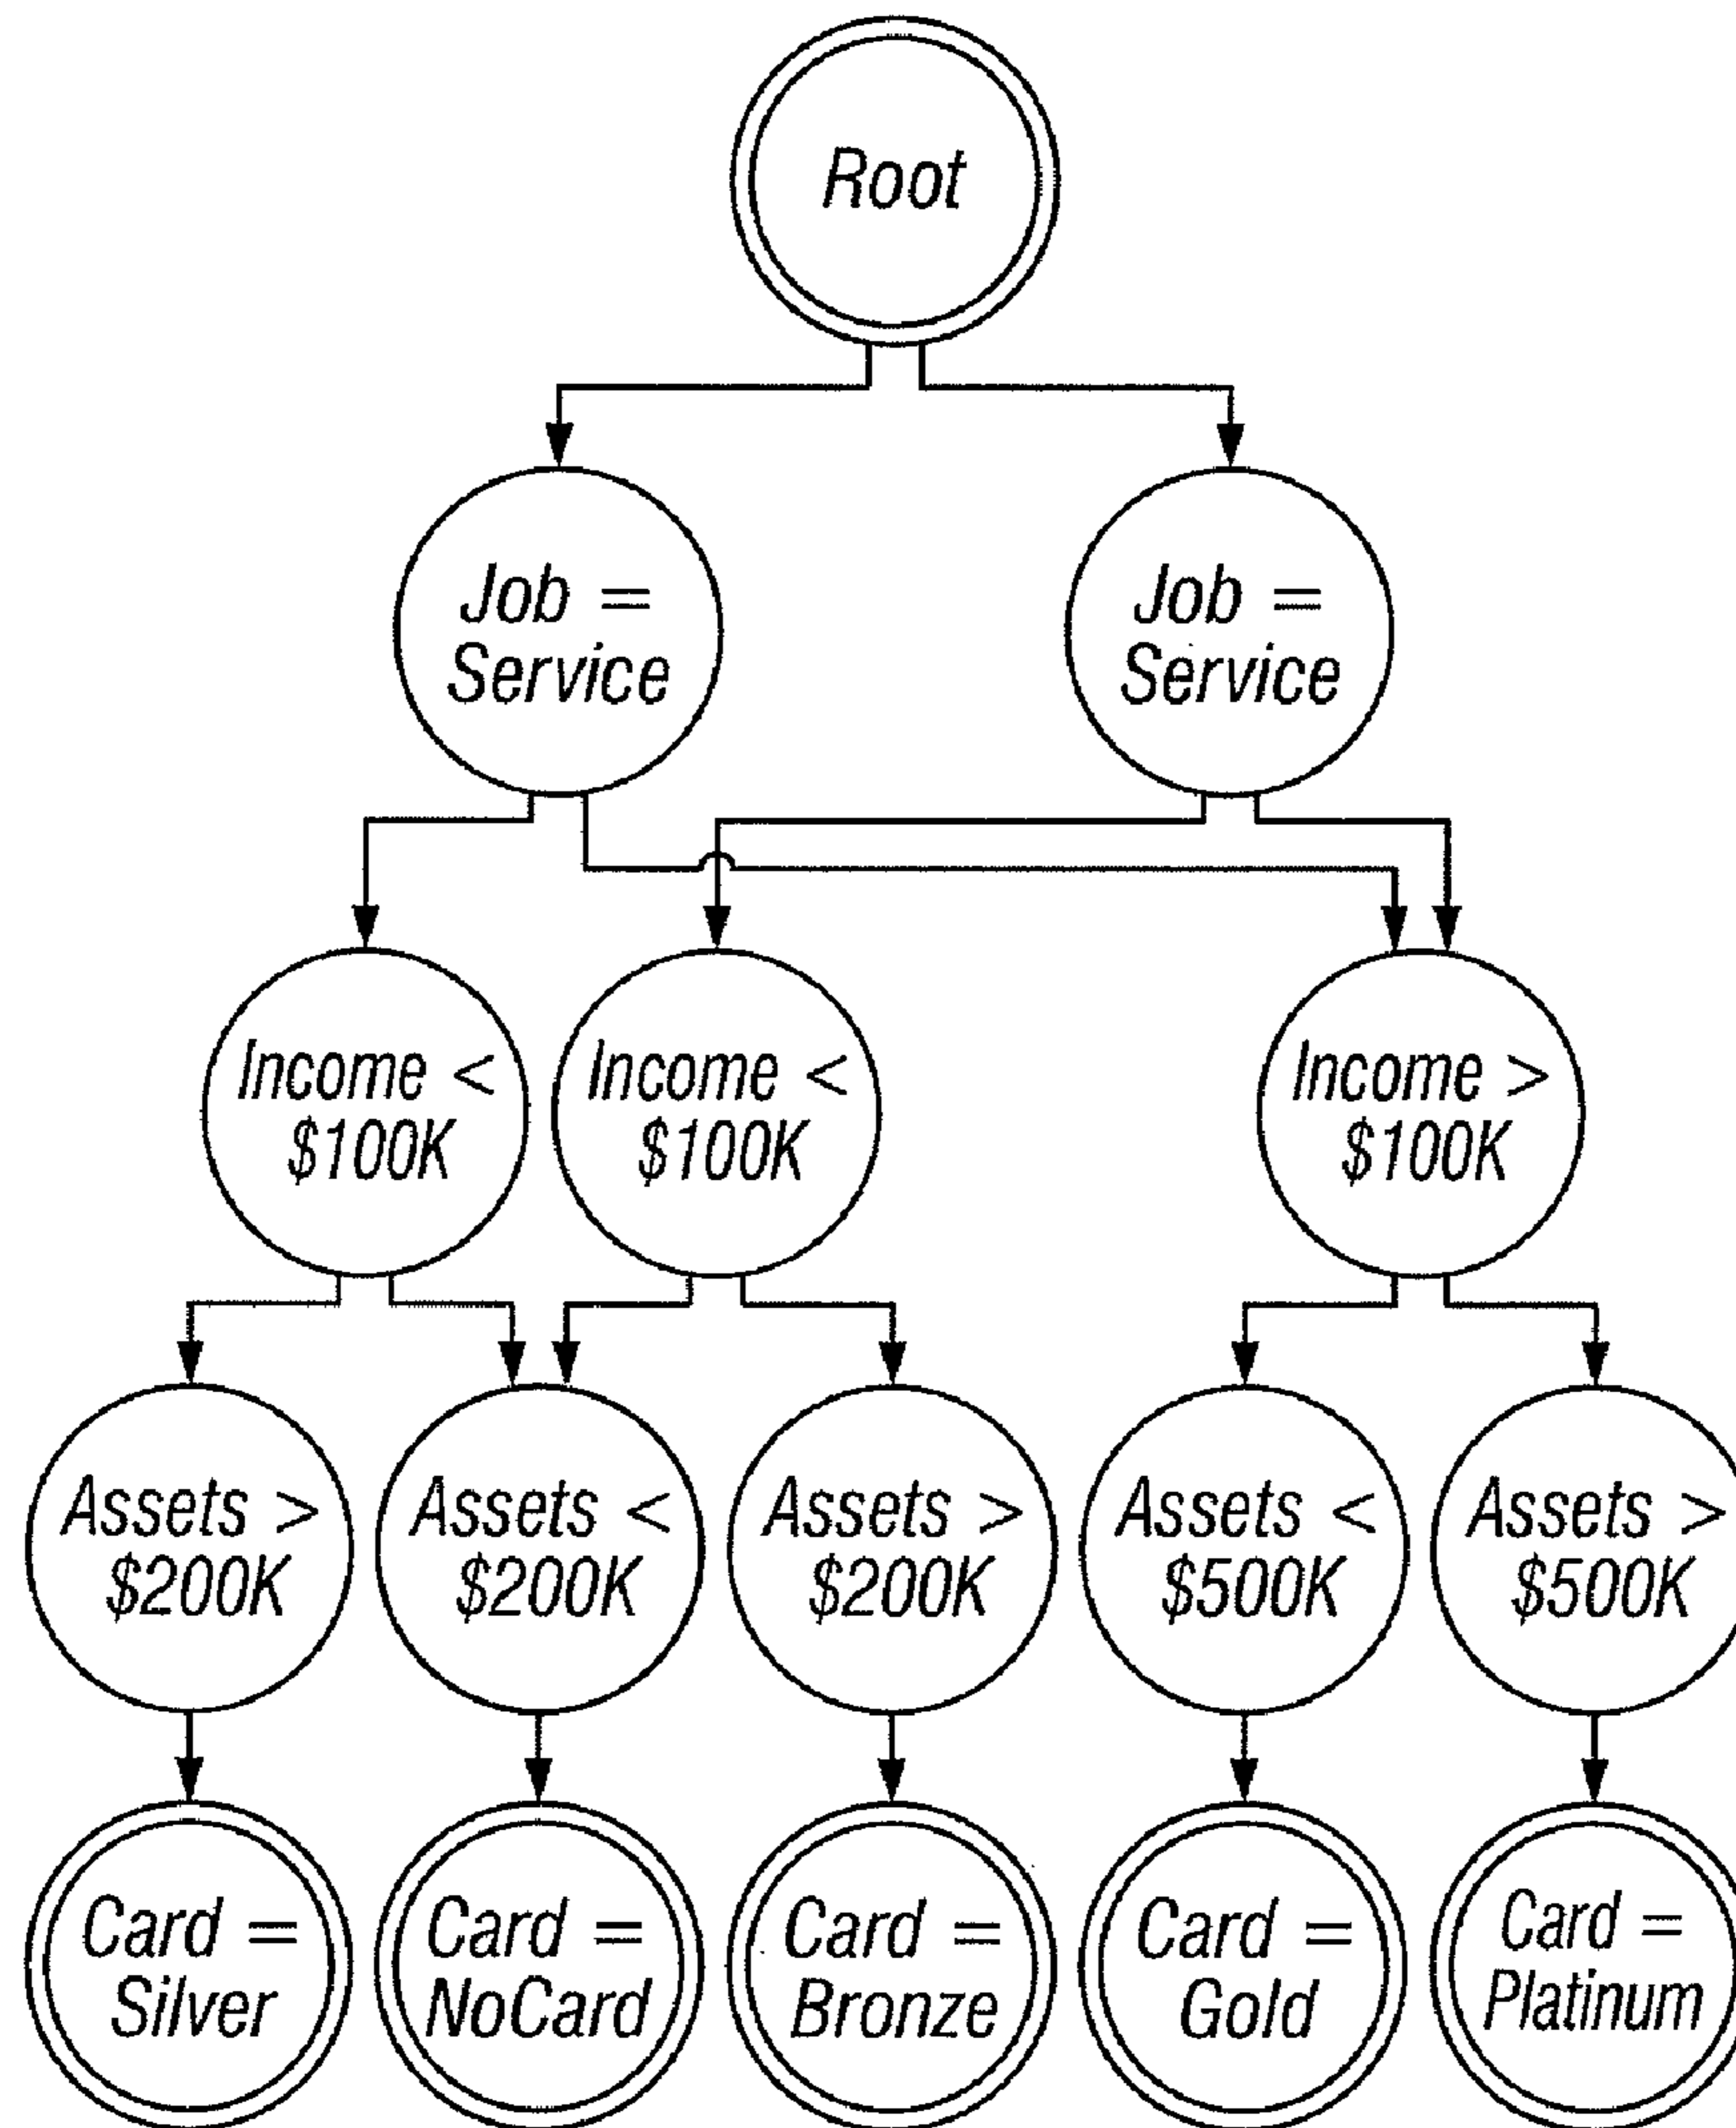 Root
Job =
Service
Job =
Service
Income <
$100K
Income <
$100K
Income >
$100K
Assets >
$200K
Assets <
$200K
Assets >
$200K
Assets <
$500K
Assets >
$500K
Card =
Silver
Card =
NoCard
Card =
Bronze
Card =
Gold
Card =
Platinum